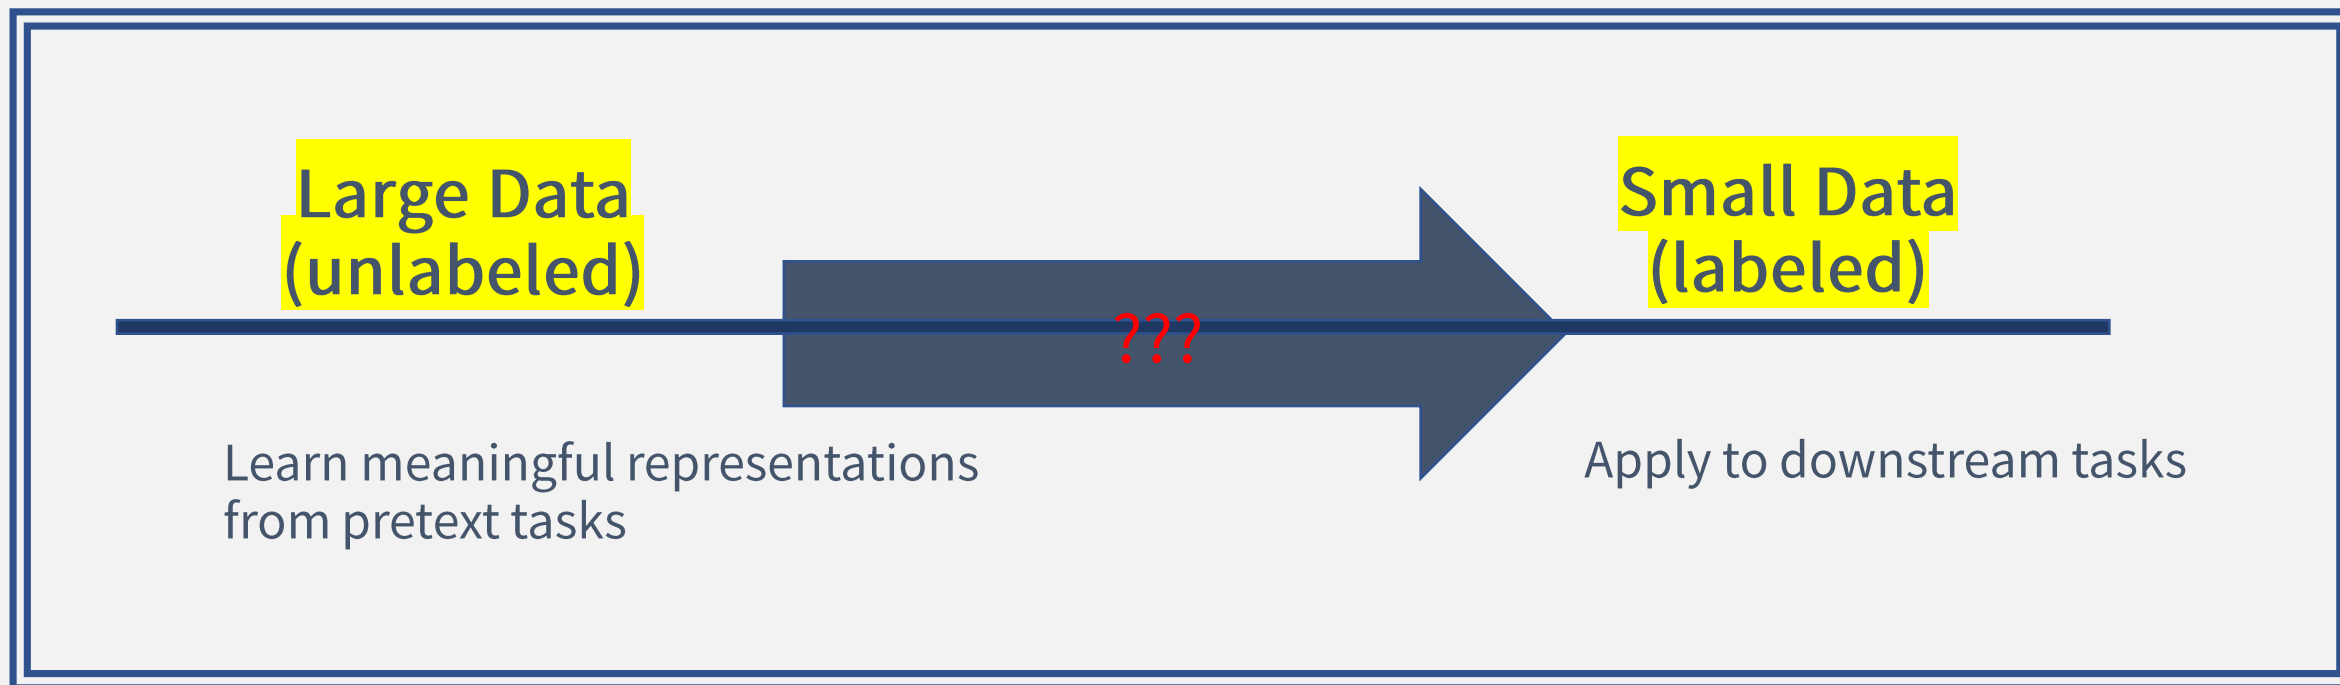 Large Data
(unlabeled)
Small Data
(labeled)
???
Learn meaningful representations
from pretext tasks
Apply to downstream tasks